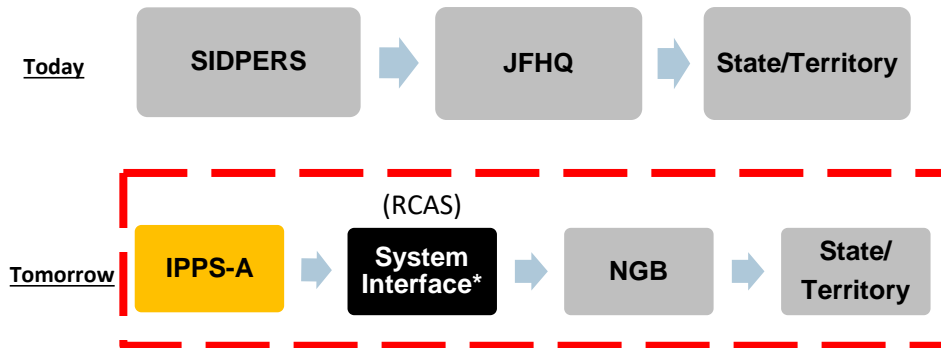 Today
SIDPERS
JFHQ
State/Territory
Tomorrow
IPPS-A
(RCAS)
System
Interface*
NGB
State/
Territory